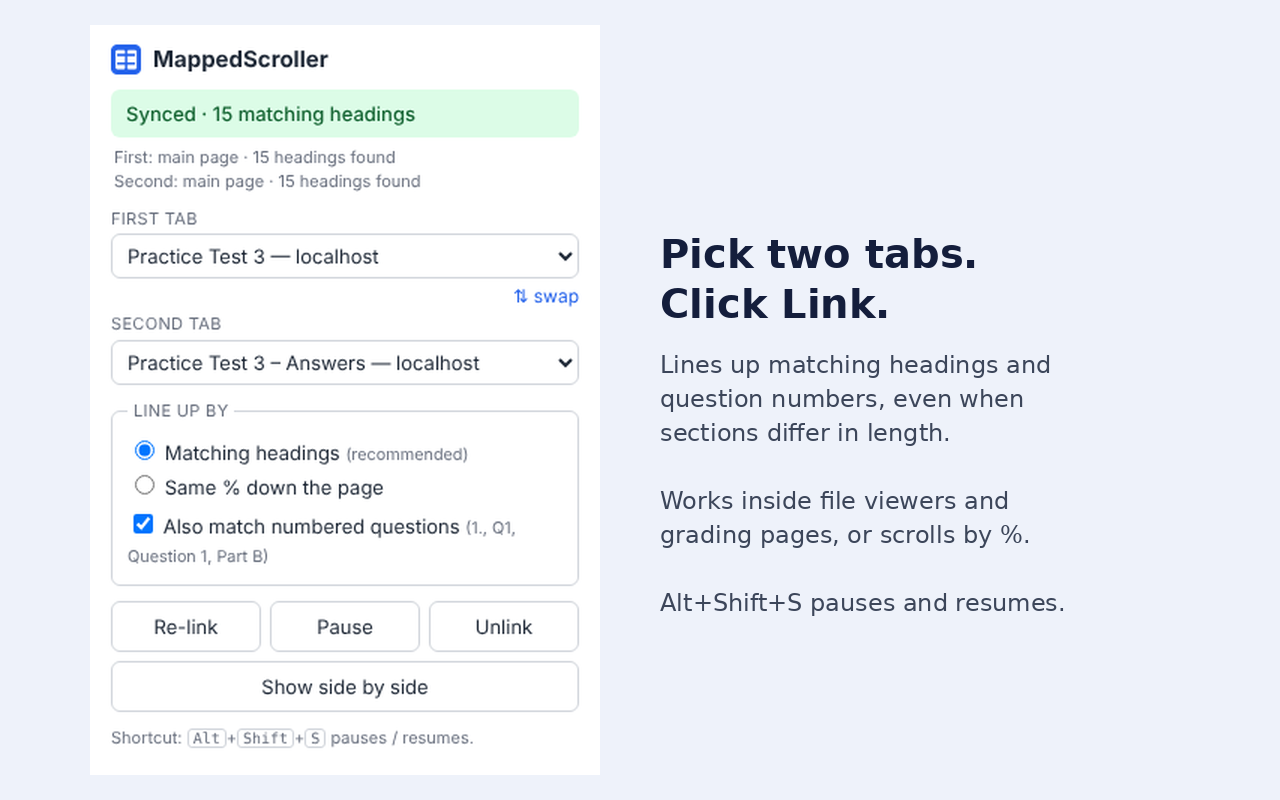 MappedScroller
Synced · 15 matching headings
First: main page · 15 headings found
Second: main page · 15 headings found
FIRST TAB
Practice Test 3 — localhost
⇅ swap
SECOND TAB
Practice Test 3 – Answers — localhost
LINE UP BY
Matching headings (recommended)
Same % down the page
Also match numbered questions (1., Q1,
Question 1, Part B)
Re-link
Pause
Unlink
Show side by side
Shortcut: Alt+Shift+S pauses / resumes.
Pick two tabs.
Click Link.
Lines up matching headings and
question numbers, even when
sections differ in length.
Works inside file viewers and
grading pages, or scrolls by %.
Alt+Shift+S pauses and resumes.